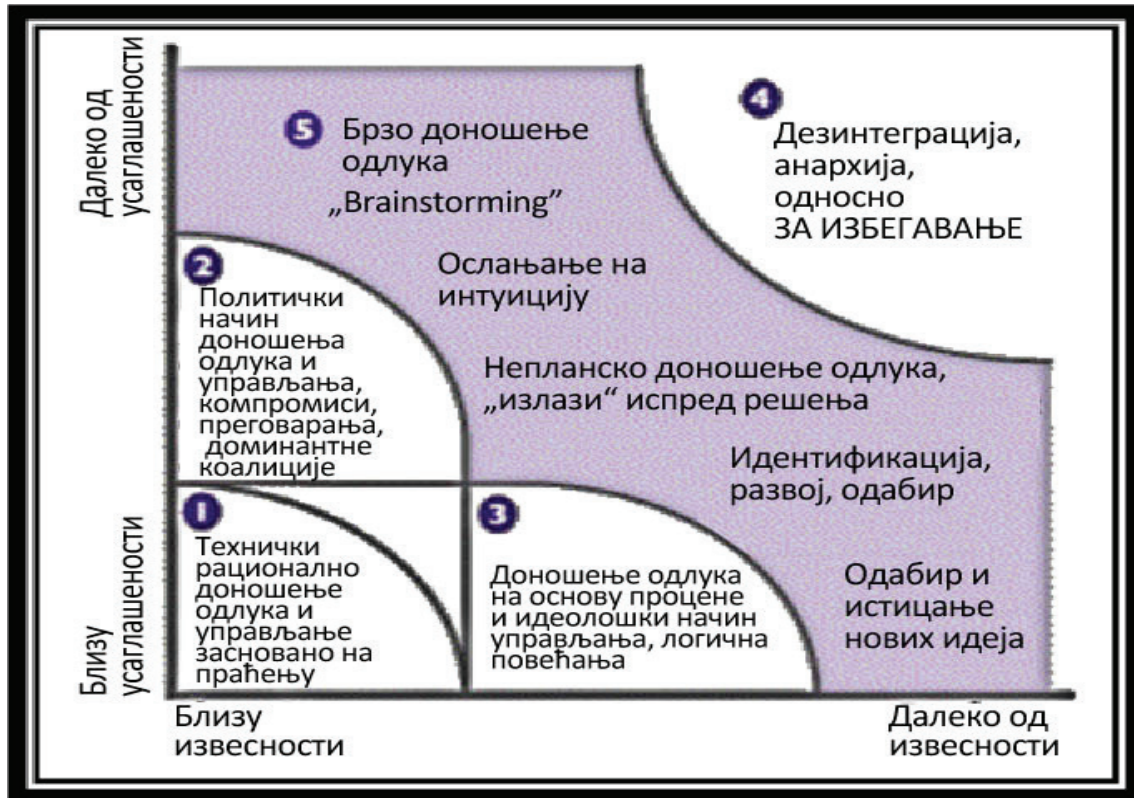 Далеко од
усаглашености
5 Брзо доношење
одлука
„Brainstorming”
4
Дезинтеграција,
анархија,
односно
ЗА ИЗБЕГАВАЊЕ
Ослањање на
интуицију
2
Политички
начин
доношења
одлука и
управљања,
компромиси,
преговарања,
доминантне
коалиције
Непланско доношење одлука,
„излази“ испред решења
Идентификација,
развој, одабир
Близу
усаглашености
1
Технички
рационално
доношење
одлука и
управљање
засновано на
праћењу
3
Доношење одлука
на основу процене
и идеолошки начин
управљања, логична
повећања
Одабир и
истицање
нових идеја
Близу
извесности
Далеко од
извесности